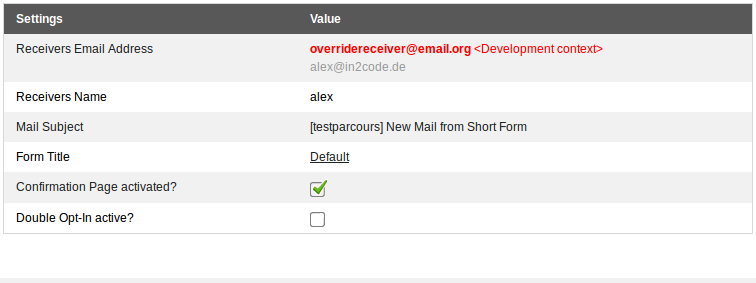 Settings Value
Receivers Email Address overridereceiver@email.org <Development context>
alex@in2code.de
Receivers Name alex
Mail Subject [testparcours] New Mail from Short Form
Form Title Default
Confirmation Page activated?
Double Opt-In active?